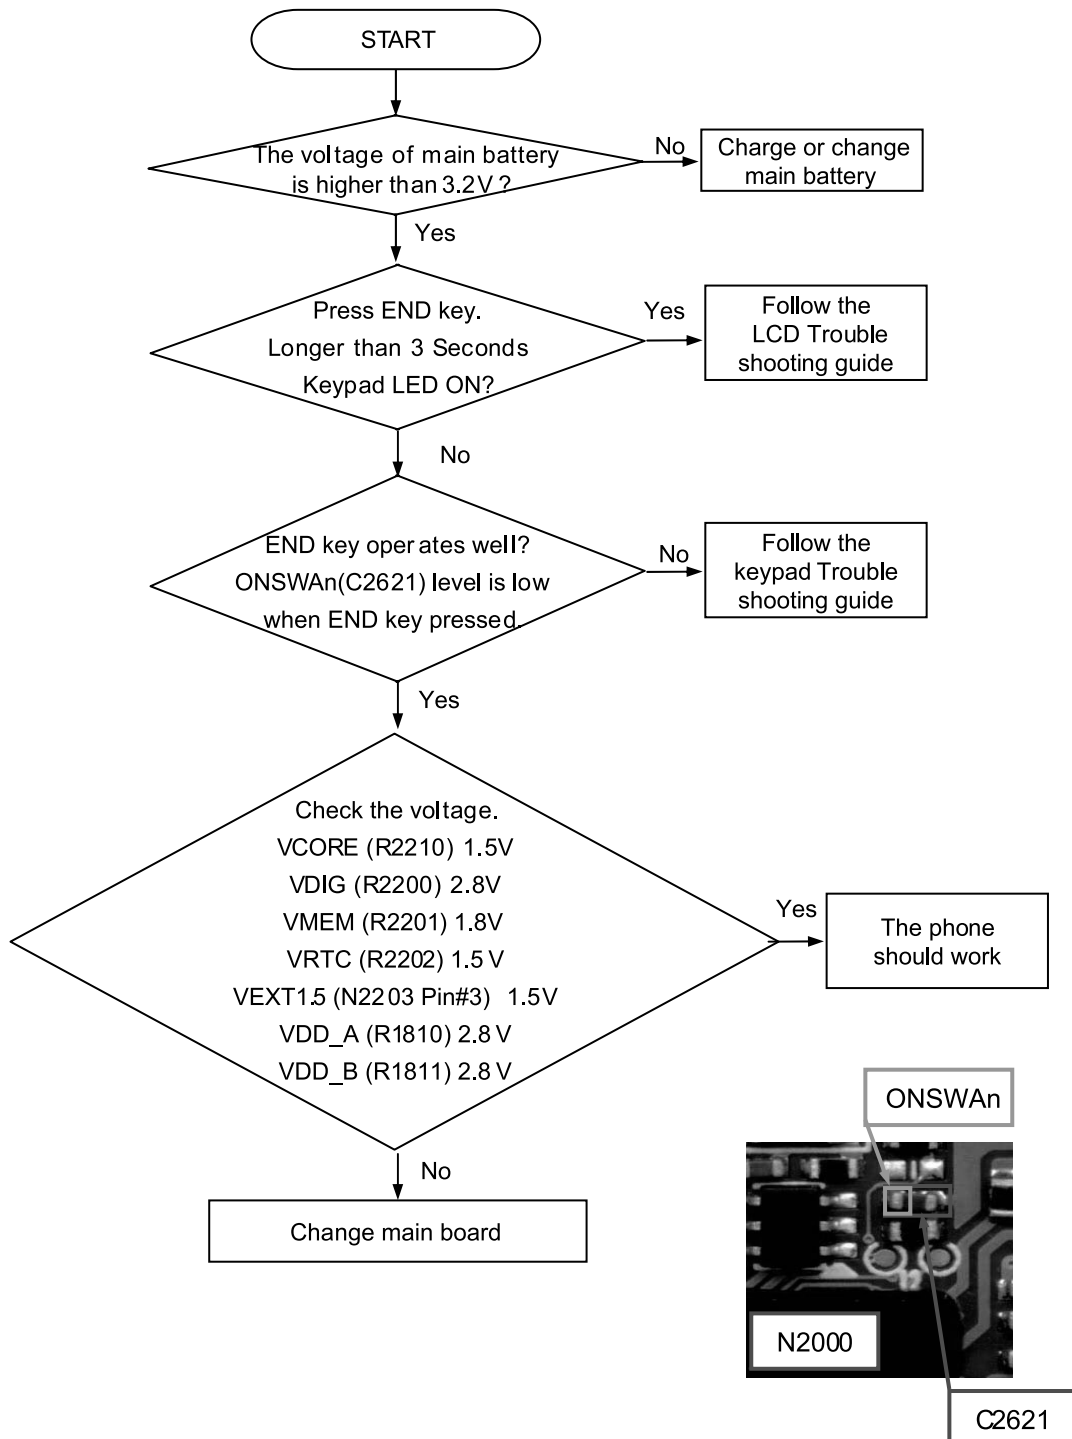 START
The voltage of main battery
is higher than 3.2V ?
No
Charge or change
main battery
Yes
Press END key.
Longer than 3 Seconds
Keypad LED ON?
Yes
Follow the
LCD Trouble
shooting guide
No
END key operates well?
ONSWAn(C2621) level is low
when END key pressed.
No
Follow the
keypad Trouble
shooting guide
Yes
Check the voltage.
VCORE (R2210) 1.5V
VDIG (R2200) 2.8V
VMEM (R2201) 1.8V
VRTC (R2202) 1.5 V
VEXT1.5 (N2203 Pin#3) 1.5V
VDD_A (R1810) 2.8 V
VDD_B (R1811) 2.8 V
Yes
The phone
should work
No
Change main board
ONSWAn
N2000
C2621